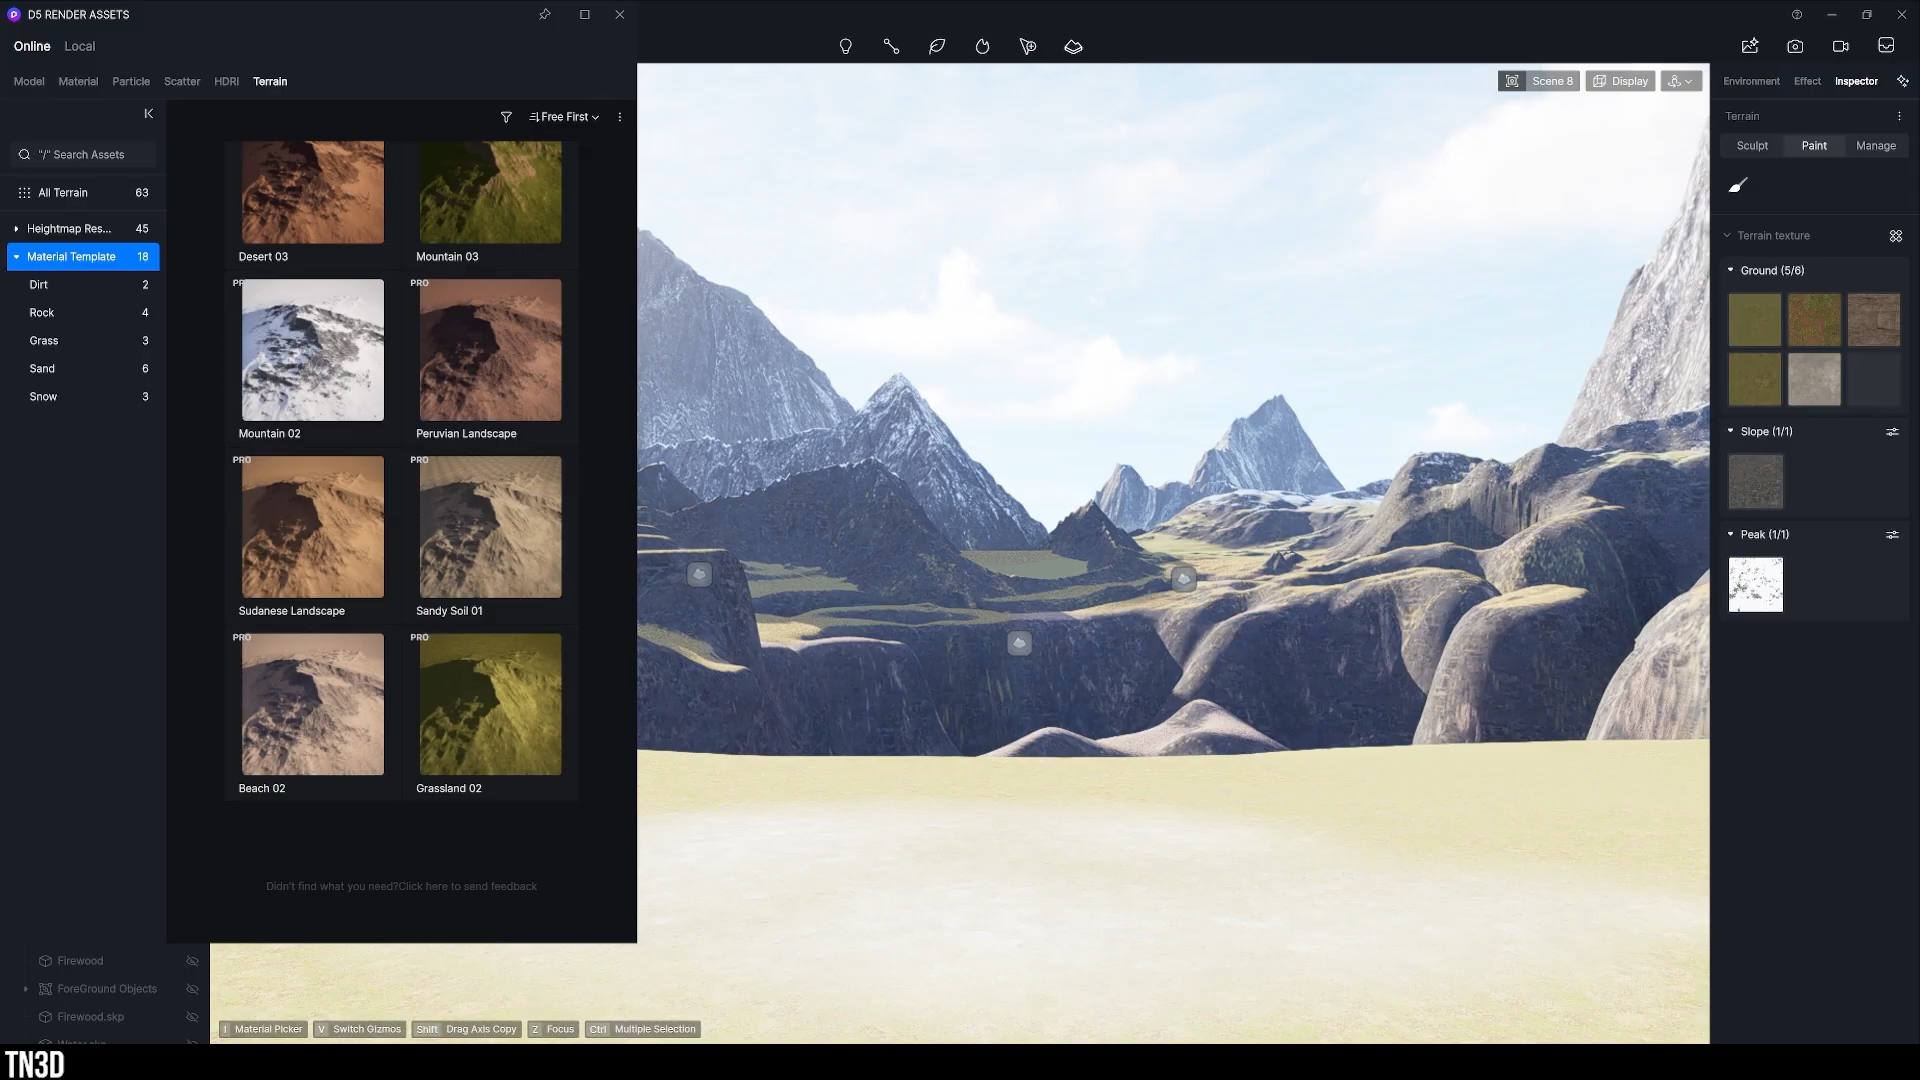 D5 RENDER ASSETS
Online Local
Model Material Particle Scatter HDRI Terrain
"/" Search Assets
All Terrain 63
Heightmap Res... 45
Material Template 18
Dirt 2
Rock 4
Grass 3
Sand 6
Snow 3
Free First
Desert 03
Mountain 03
PRO
Mountain 02
Peruvian Landscape
PRO
PRO
Sudanese Landscape
Sandy Soil 01
PRO
PRO
Beach 02
Grassland 02
Didn't find what you need?Click here to send feedback
Firewood
ForeGround Objects
Firewood.skp
Scene 8
Display
I Material Picker
V Switch Gizmos
Shift Drag Axis Copy
Z Focus
Ctrl Multiple Selection
Environment Effect Inspector
Terrain
Sculpt Paint Manage
Terrain texture
Ground (5/6)
Slope (1/1)
Peak (1/1)
TN3D